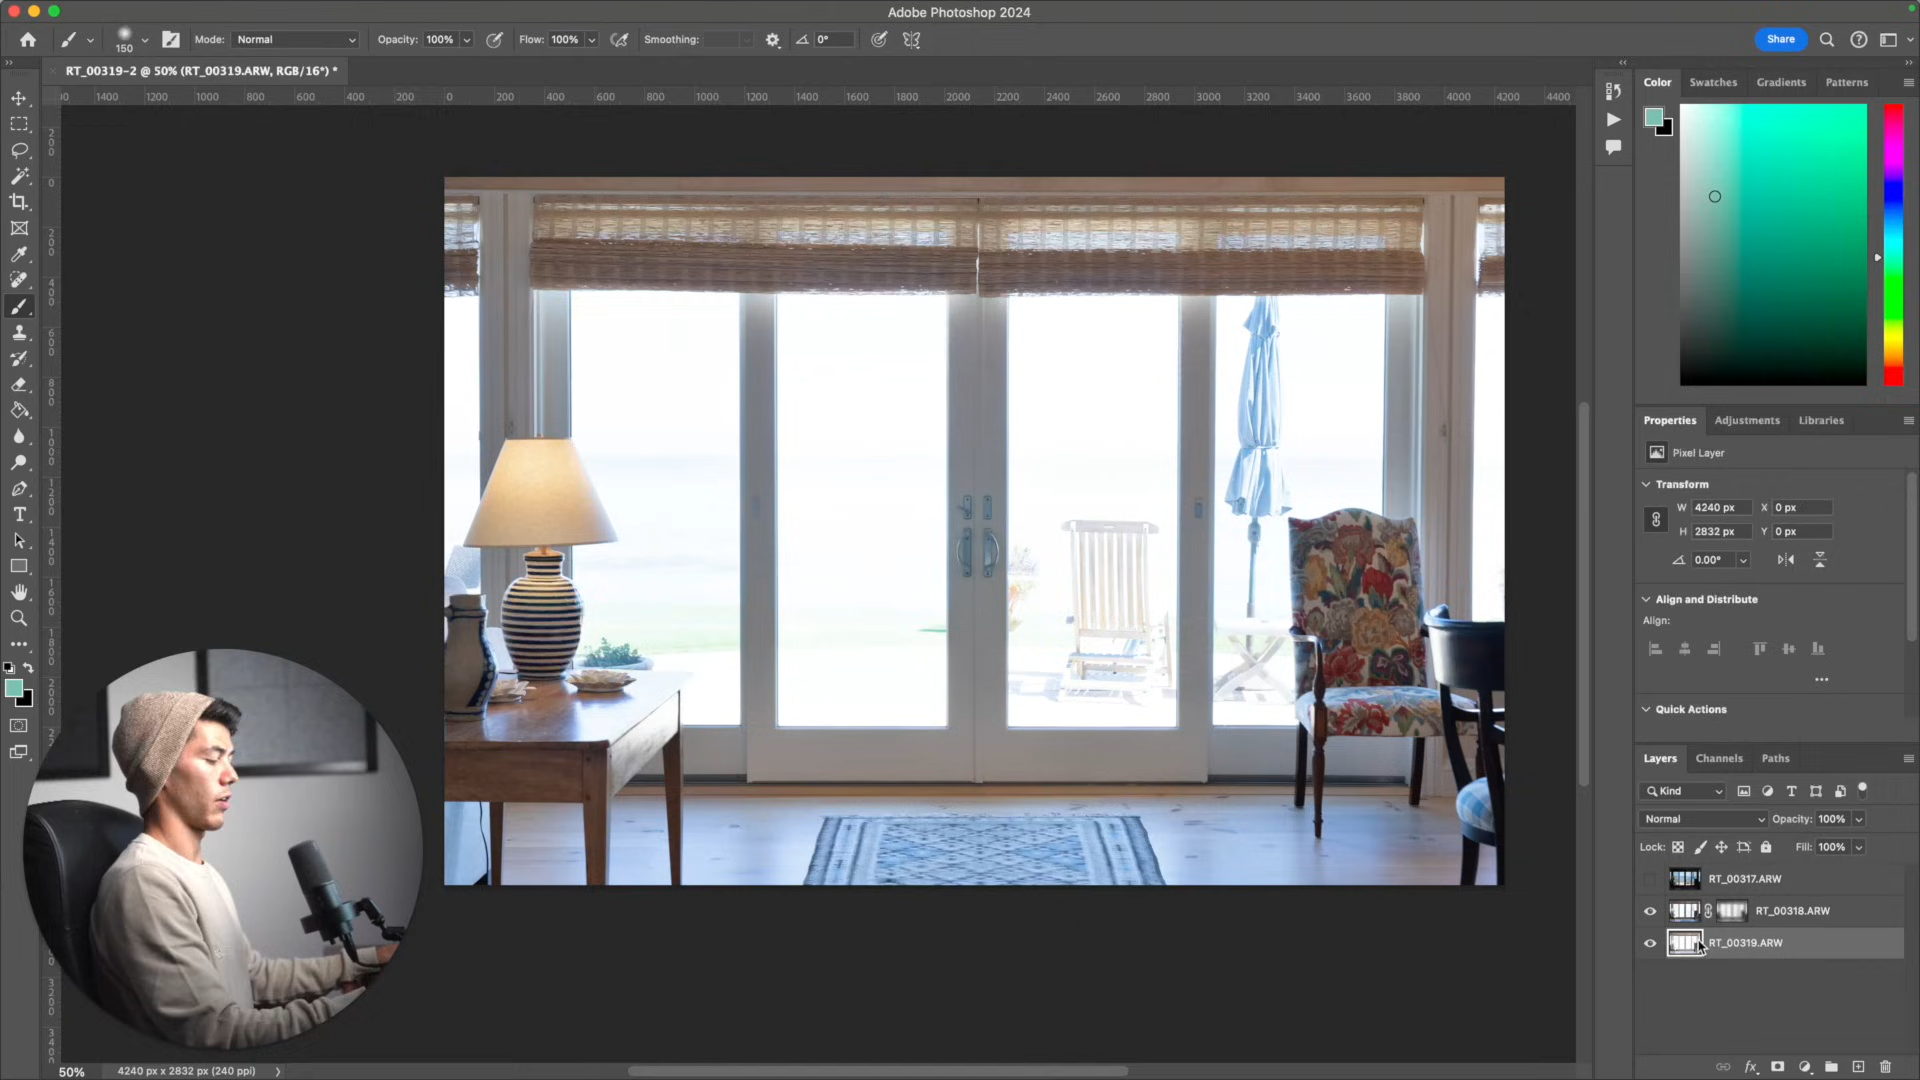 Adobe Photoshop 2024
150
Mode: Normal
Opacity: 100%
Flow: 100%
Smoothing:
0°
Share
RT_00319-2 @ 50% (RT_00319.ARW, RGB/16*) *
1400 1200 1000 800 600 400 200 0 200 400 600 800 1000 1200 1400 1600 1800 2000 2200 2400 2600 2800 3000 3200 3400 3600 3800 4000 4200 4400
Color Swatches Gradients Patterns
Properties Adjustments Libraries
Pixel Layer
Transform
W 4240 px X 0 px
H 2832 px Y 0 px
0.00°
Align and Distribute
Align:
Quick Actions
Layers Channels Paths
Kind
Normal Opacity: 100%
Lock: Fill: 100%
RT_00317.ARW
RT_00318.ARW
RT_00319.ARW
fx
50% 4240 px x 2832 px (240 ppi)